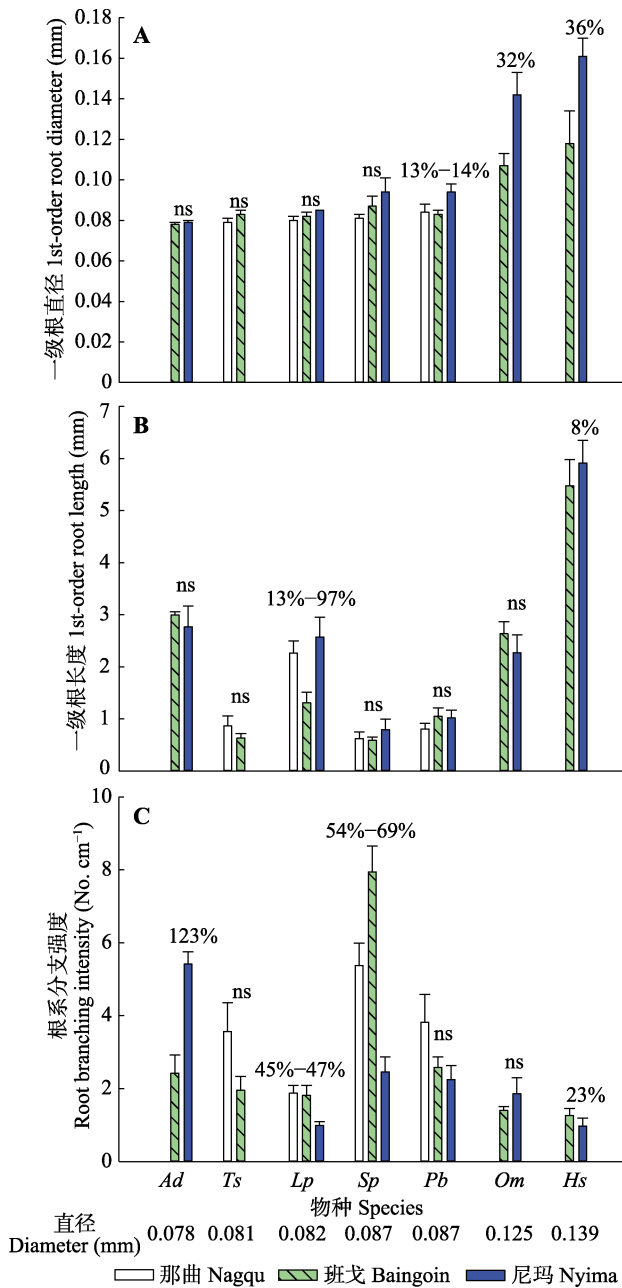 A
一级根直径 1st-order root diameter (mm)
0.18
0.16
0.14
0.12
0.10
0.08
0.06
0.04
0.02
0
ns
ns
ns
ns
13%−14%
32%
36%
B
一级根长度 1st-order root length (mm)
7
6
5
4
3
2
1
0
ns
ns
13%−97%
ns
ns
ns
8%
C
根系分支强度
Root branching intensity (No. cm⁻¹)
10
8
6
4
2
0
123%
ns
45%−47%
54%−69%
ns
ns
23%
Ad Ts Lp Sp Pb Om Hs
物种 Species
直径
Diameter (mm) 0.078 0.081 0.082 0.087 0.087 0.125 0.139
那曲 Nagqu 班戈 Baingoin 尼玛 Nyima